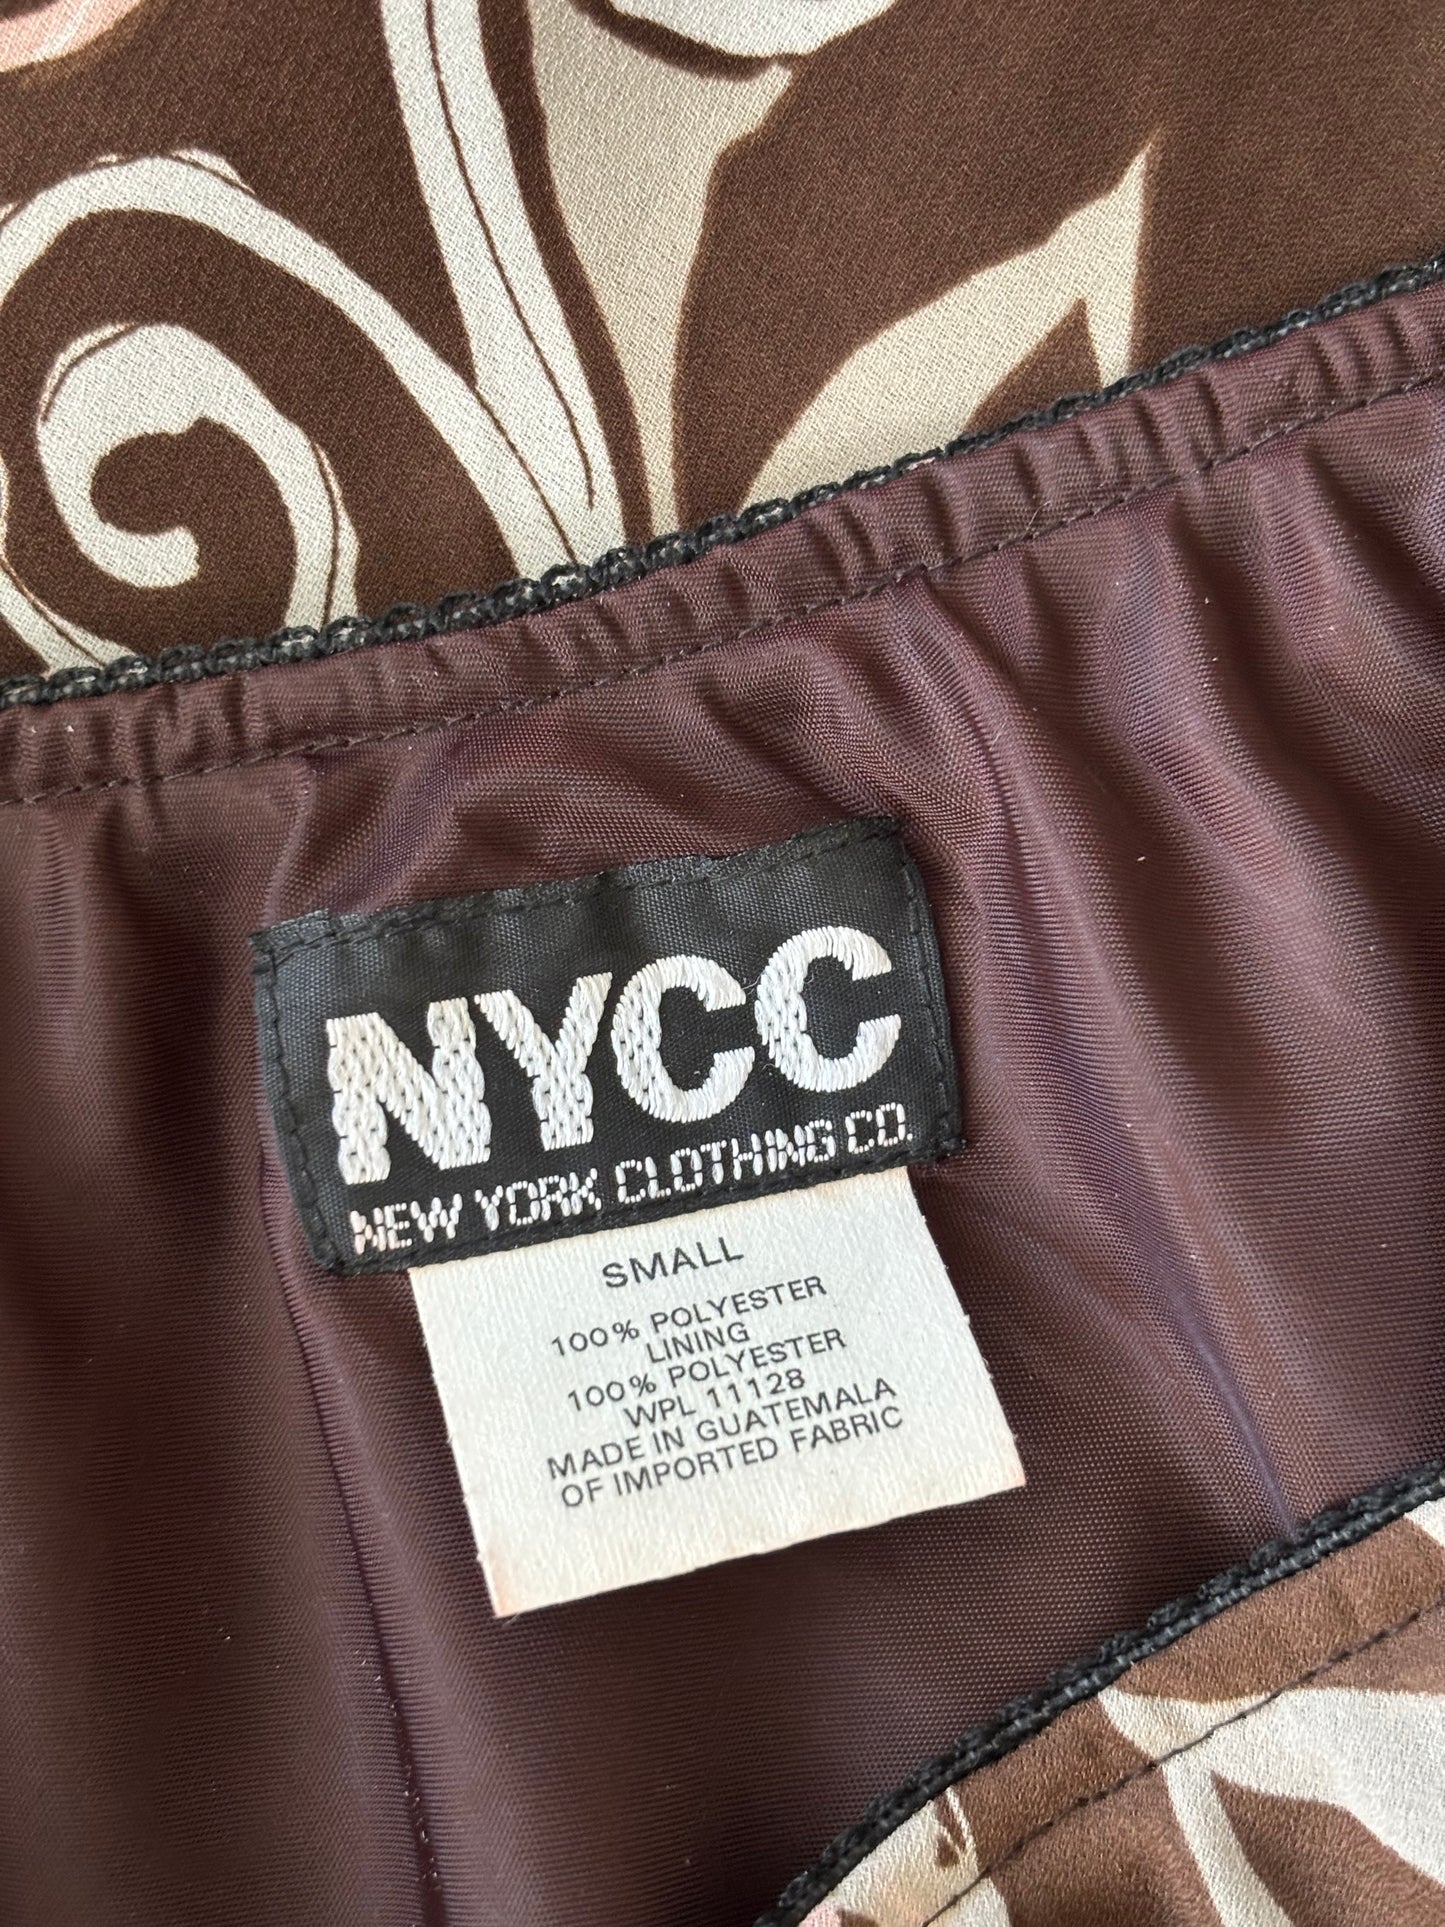 NYCC
NEW YORK CLOTHING CO.
SMALL
100% POLYESTER
LINING
100% POLYESTER
WPL 11128
MADE IN GUATEMALA
OF IMPORTED FABRIC